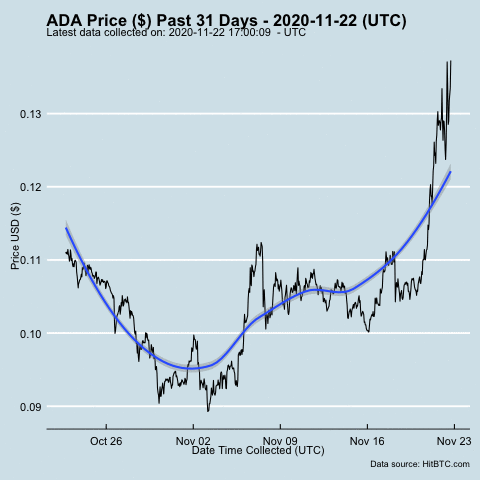 ADA Price ($) Past 31 Days - 2020-11-22 (UTC)
Latest data collected on: 2020-11-22 17:00:09  - UTC
Price USD ($)
0.13
0.12
0.11
0.10
0.09
Oct 26
Nov 02
Nov 09
Nov 16
Nov 23
Date Time Collected (UTC)
Data source: HitBTC.com